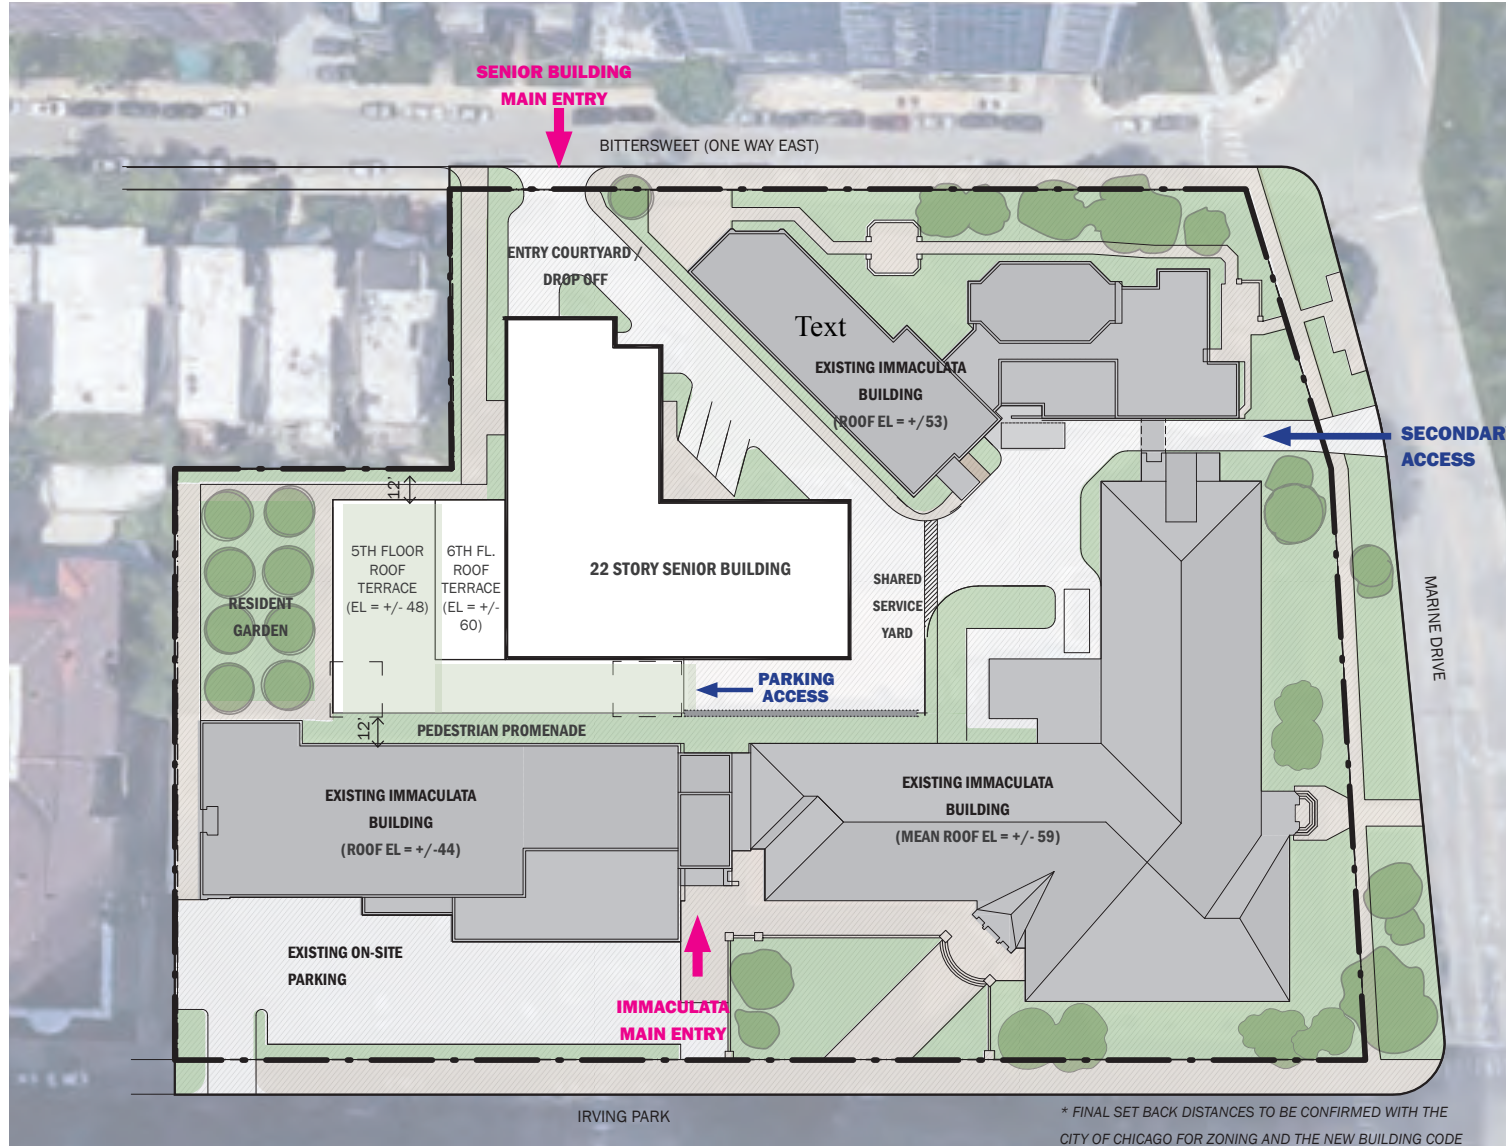 SENIOR BUILDING
MAIN ENTRY
BITTERSWEET (ONE WAY EAST)
ENTRY COURTYARD /
DROP OFF
Text
EXISTING IMMACULATA
BUILDING
(ROOF EL = +/53)
SECONDAR
ACCESS
12'
5TH FLOOR
ROOF
TERRACE
(EL = +/- 48)
6TH FL.
ROOF
TERRACE
(EL = +/-
60)
22 STORY SENIOR BUILDING
SHARED
SERVICE
YARD
RESIDENT
GARDEN
MARINE DRIVE
PARKING
ACCESS
12'
PEDESTRIAN PROMENADE
EXISTING IMMACULATA
BUILDING
(ROOF EL = +/-44)
EXISTING IMMACULATA
BUILDING
(MEAN ROOF EL = +/- 59)
EXISTING ON-SITE
PARKING
IMMACULATA
MAIN ENTRY
IRVING PARK
* FINAL SET BACK DISTANCES TO BE CONFIRMED WITH THE
CITY OF CHICAGO FOR ZONING AND THE NEW BUILDING CODE